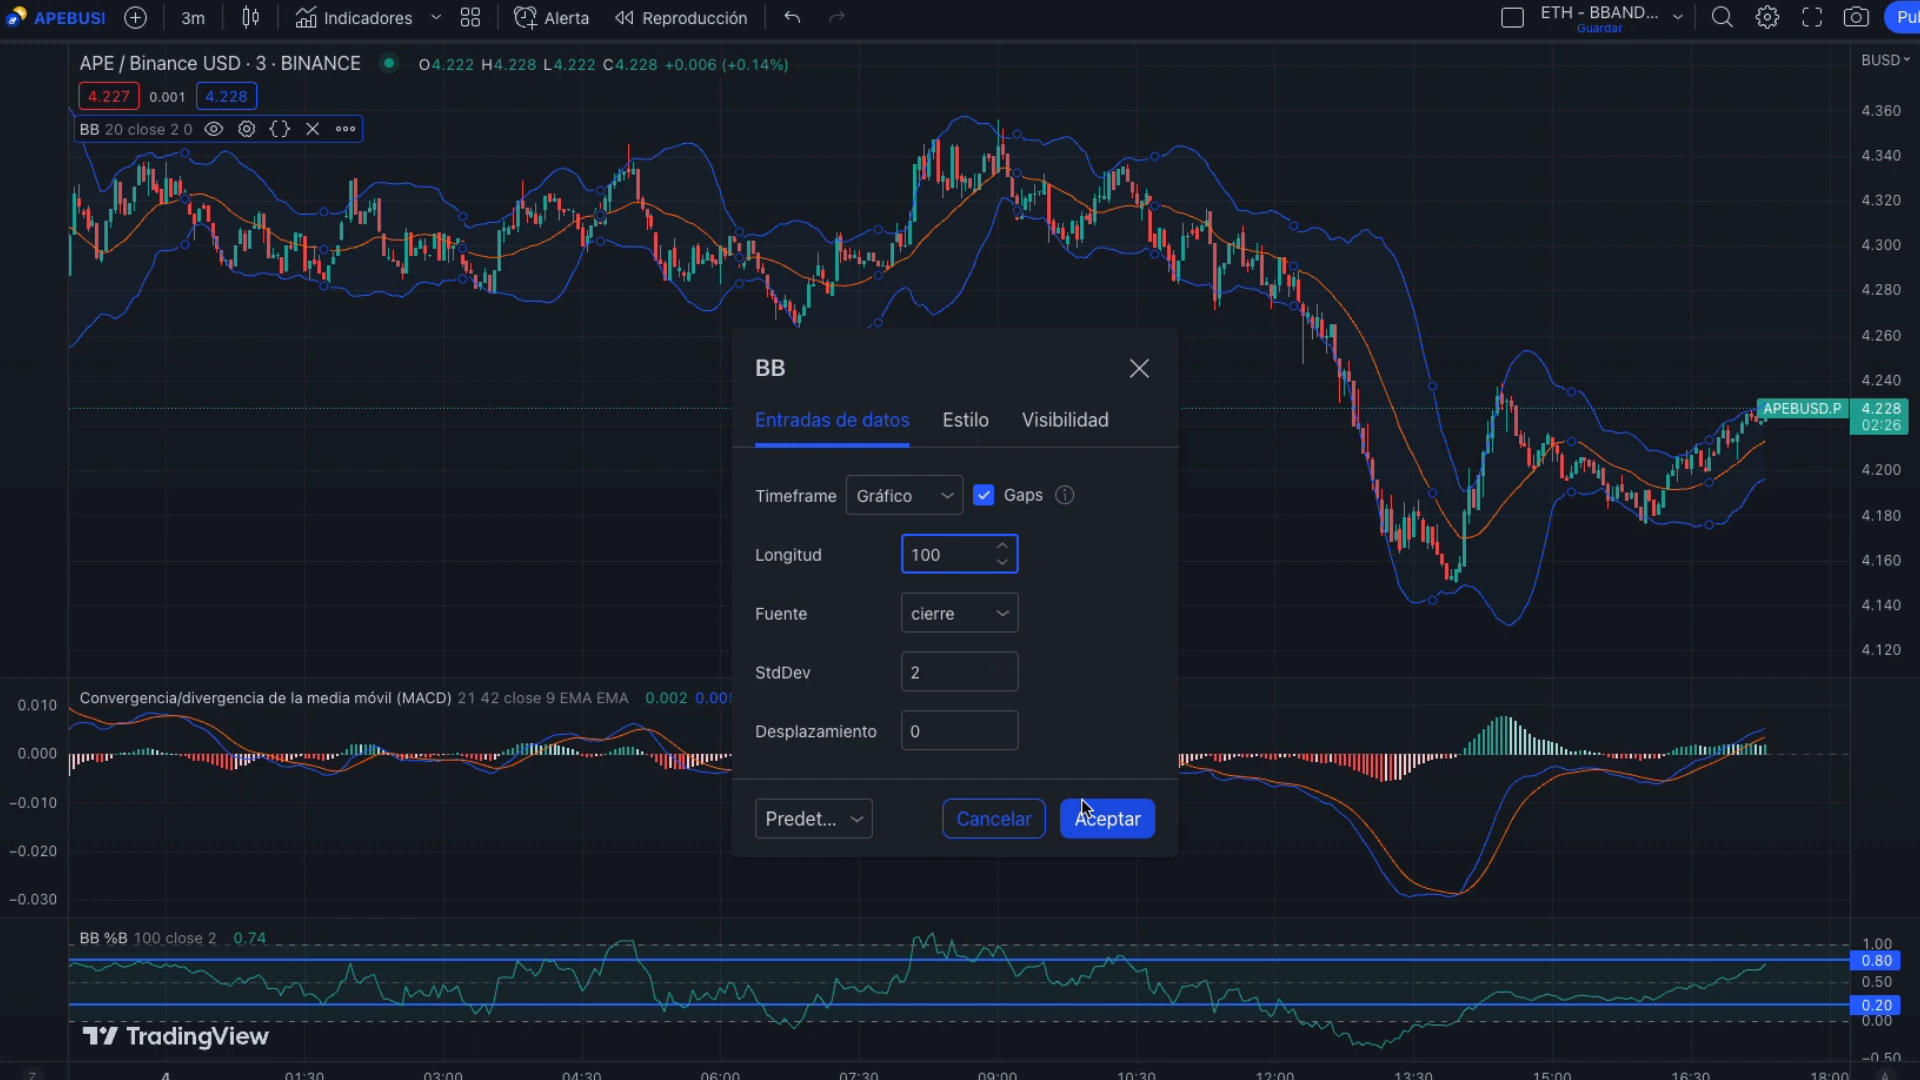 APEBUSI
3m
Indicadores
Alerta
Reproducción
ETH - BBAND...
Guardar
Pul
APE / Binance USD · 3 · BINANCE O4.222 H4.228 L4.222 C4.228 +0.006 (+0.14%)
BUSD
4.227 0.001 4.228
BB 20 close 2 0
4.360
4.340
4.320
4.300
4.280
4.260
4.240
APEBUSD.P 4.228
02:26
4.200
4.180
4.160
4.140
4.120
BB
Entradas de datos Estilo Visibilidad
Timeframe Gráfico Gaps
Longitud 100
Fuente cierre
StdDev 2
Desplazamiento 0
Predet... Cancelar Aceptar
Convergencia/divergencia de la media móvil (MACD) 21 42 close 9 EMA EMA 0.002 0.005
0.010
0.000
−0.010
−0.020
−0.030
BB %B 100 close 2 0.74
1.00
0.80
0.50
0.20
0.00
−0.50
TradingView
Z 4 01:30 03:00 04:30 06:00 07:30 09:00 10:30 12:00 13:30 15:00 16:30 18:00 A